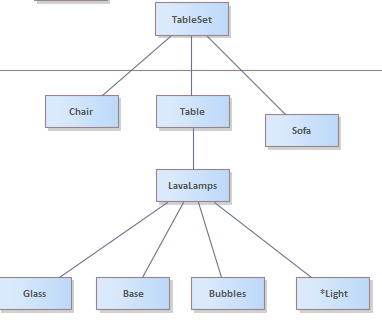 TableSet
Chair
Table
Sofa
LavaLamps
Glass
Base
Bubbles
*Light